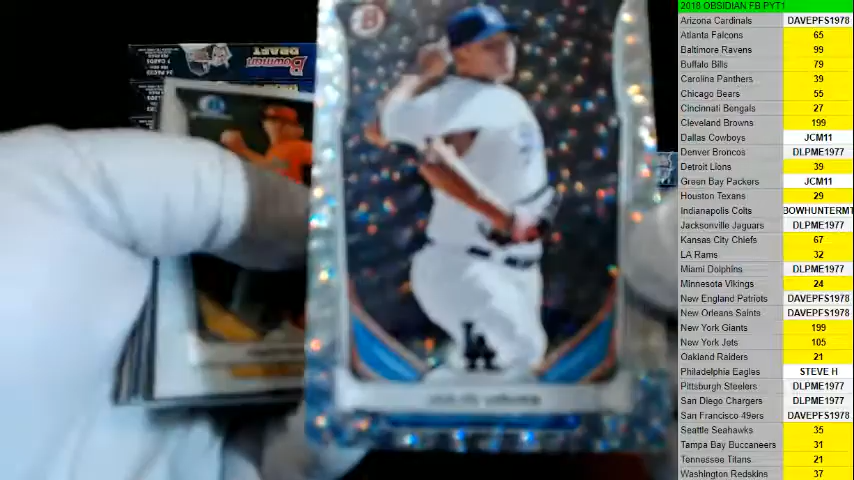 2018 OBSIDIAN FB PYT1
Arizona Cardinals DAVEPFS1978
Atlanta Falcons 65
Baltimore Ravens 99
Buffalo Bills 79
Carolina Panthers 39
Chicago Bears 55
Cincinnati Bengals 27
Cleveland Browns 199
Dallas Cowboys JCM11
Denver Broncos DLPME1977
Detroit Lions 39
Green Bay Packers JCM11
Houston Texans 29
Indianapolis Colts BOWHUNTERMT
Jacksonville Jaguars DLPME1977
Kansas City Chiefs 67
LA Rams 32
Miami Dolphins DLPME1977
Minnesota Vikings 24
New England Patriots DAVEPFS1978
New Orleans Saints DAVEPFS1978
New York Giants 199
New York Jets 105
Oakland Raiders 21
Philadelphia Eagles STEVE H
Pittsburgh Steelers DLPME1977
San Diego Chargers DLPME1977
San Francisco 49ers DAVEPFS1978
Seattle Seahawks 35
Tampa Bay Buccaneers 31
Tennessee Titans 21
Washington Redskins 37
Bowman
DRAFT
B
LA